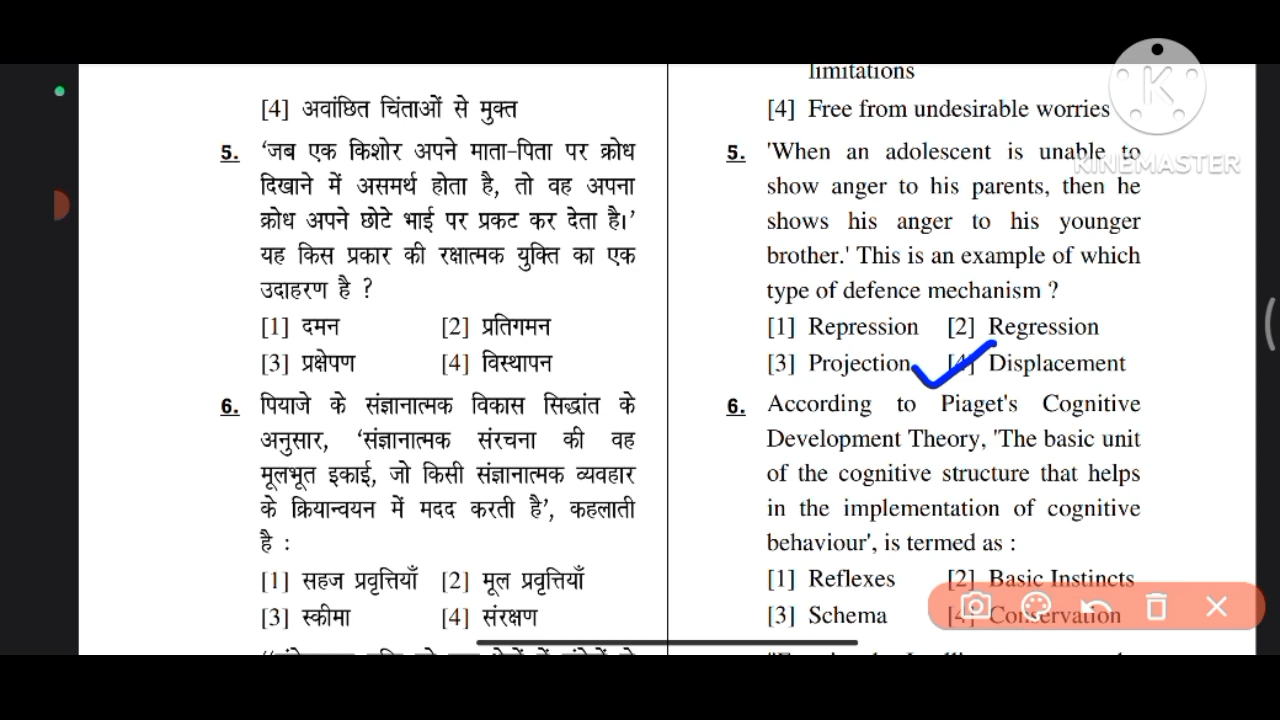 [4] अवांछित चिंताओं से मुक्त
5. ‘जब एक किशोर अपने माता-पिता पर क्रोध
दिखाने में असमर्थ होता है, तो वह अपना
क्रोध अपने छोटे भाई पर प्रकट कर देता है।’
यह किस प्रकार की रक्षात्मक युक्ति का एक
उदाहरण है ?
[1] दमन [2] प्रतिगमन
[3] प्रक्षेपण [4] विस्थापन
6. पियाजे के संज्ञानात्मक विकास सिद्धांत के
अनुसार, ‘संज्ञानात्मक संरचना की वह
मूलभूत इकाई, जो किसी संज्ञानात्मक व्यवहार
के क्रियान्वयन में मदद करती है’, कहलाती
है :
[1] सहज प्रवृत्तियाँ [2] मूल प्रवृत्तियाँ
[3] स्कीमा [4] संरक्षण
limitations
[4] Free from undesirable worries
5. 'When an adolescent is unable to
show anger to his parents, then he
shows his anger to his younger
brother.' This is an example of which
type of defence mechanism ?
[1] Repression [2] Regression
[3] Projection [4] Displacement
6. According to Piaget's Cognitive
Development Theory, 'The basic unit
of the cognitive structure that helps
in the implementation of cognitive
behaviour', is termed as :
[1] Reflexes [2] Basic Instincts
[3] Schema [4] Conservation
K
KINEMASTER